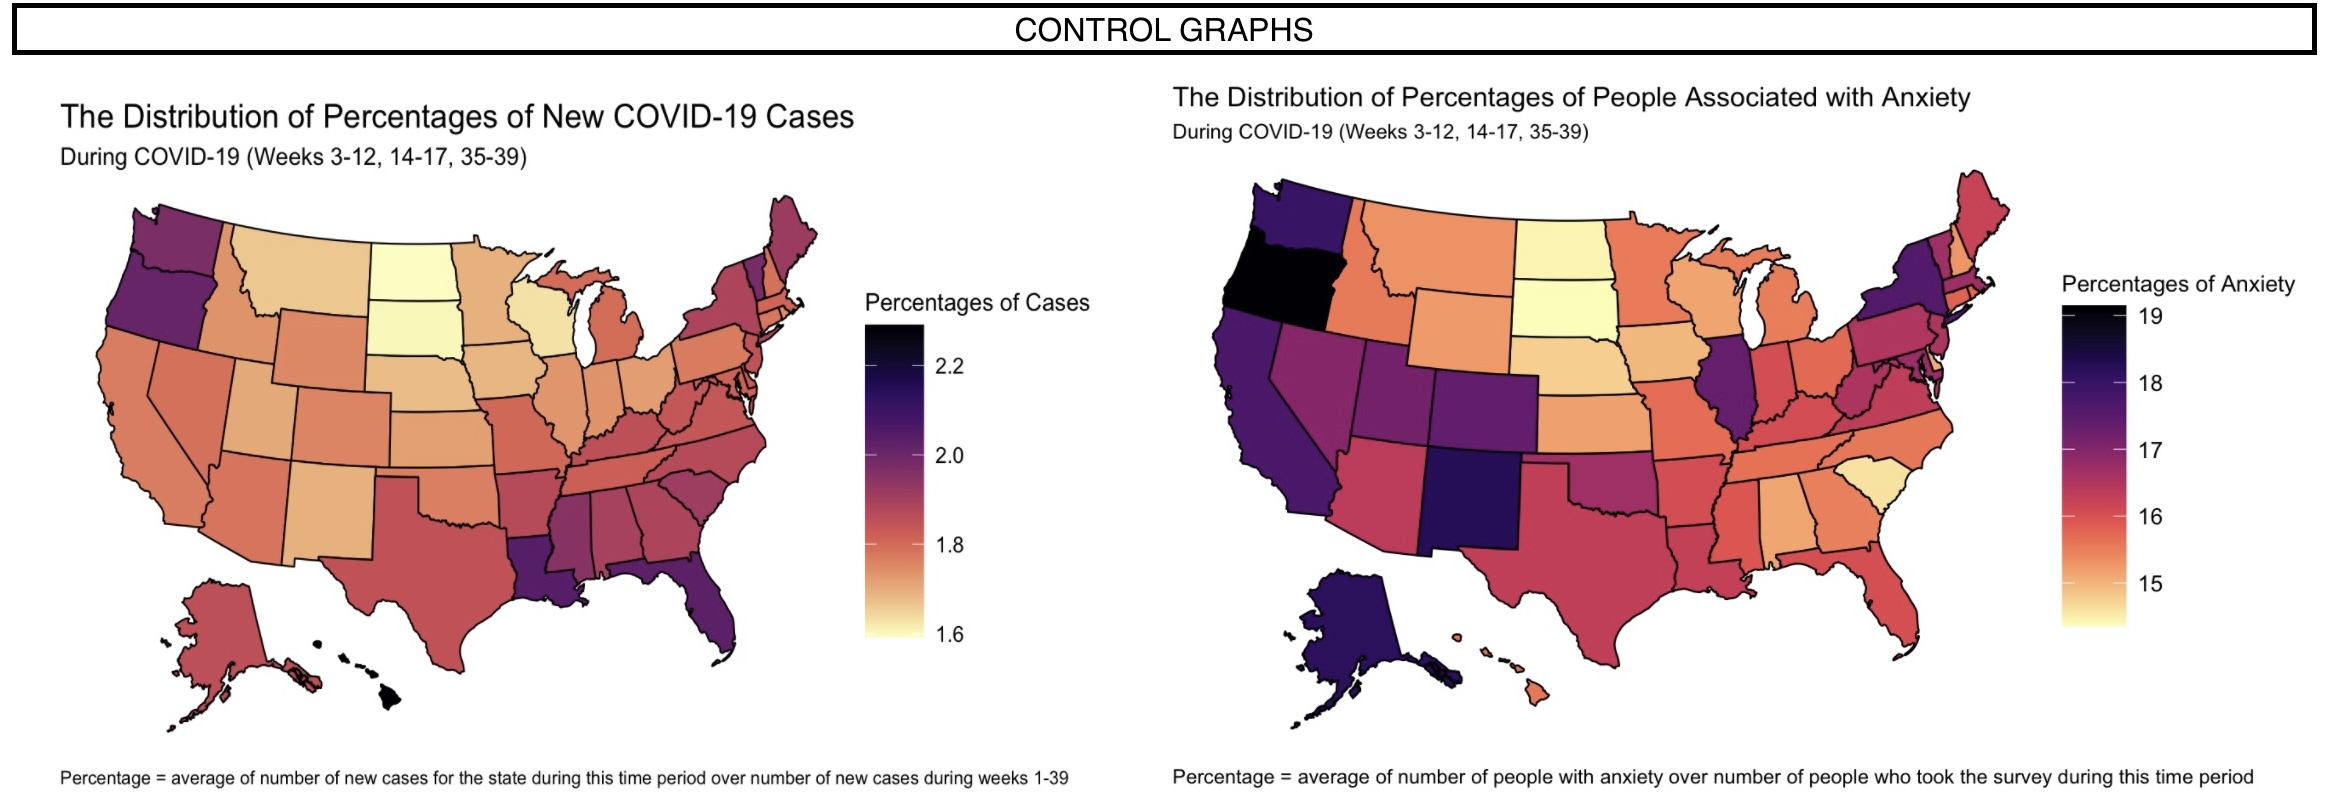 CONTROL GRAPHS
The Distribution of Percentages of New COVID-19 Cases
During COVID-19 (Weeks 3-12, 14-17, 35-39)
Percentages of Cases
2.2
2.0
1.8
1.6
Percentage = average of number of new cases for the state during this time period over number of new cases during weeks 1-39
The Distribution of Percentages of People Associated with Anxiety
During COVID-19 (Weeks 3-12, 14-17, 35-39)
Percentages of Anxiety
19
18
17
16
15
Percentage = average of number of people with anxiety over number of people who took the survey during this time period